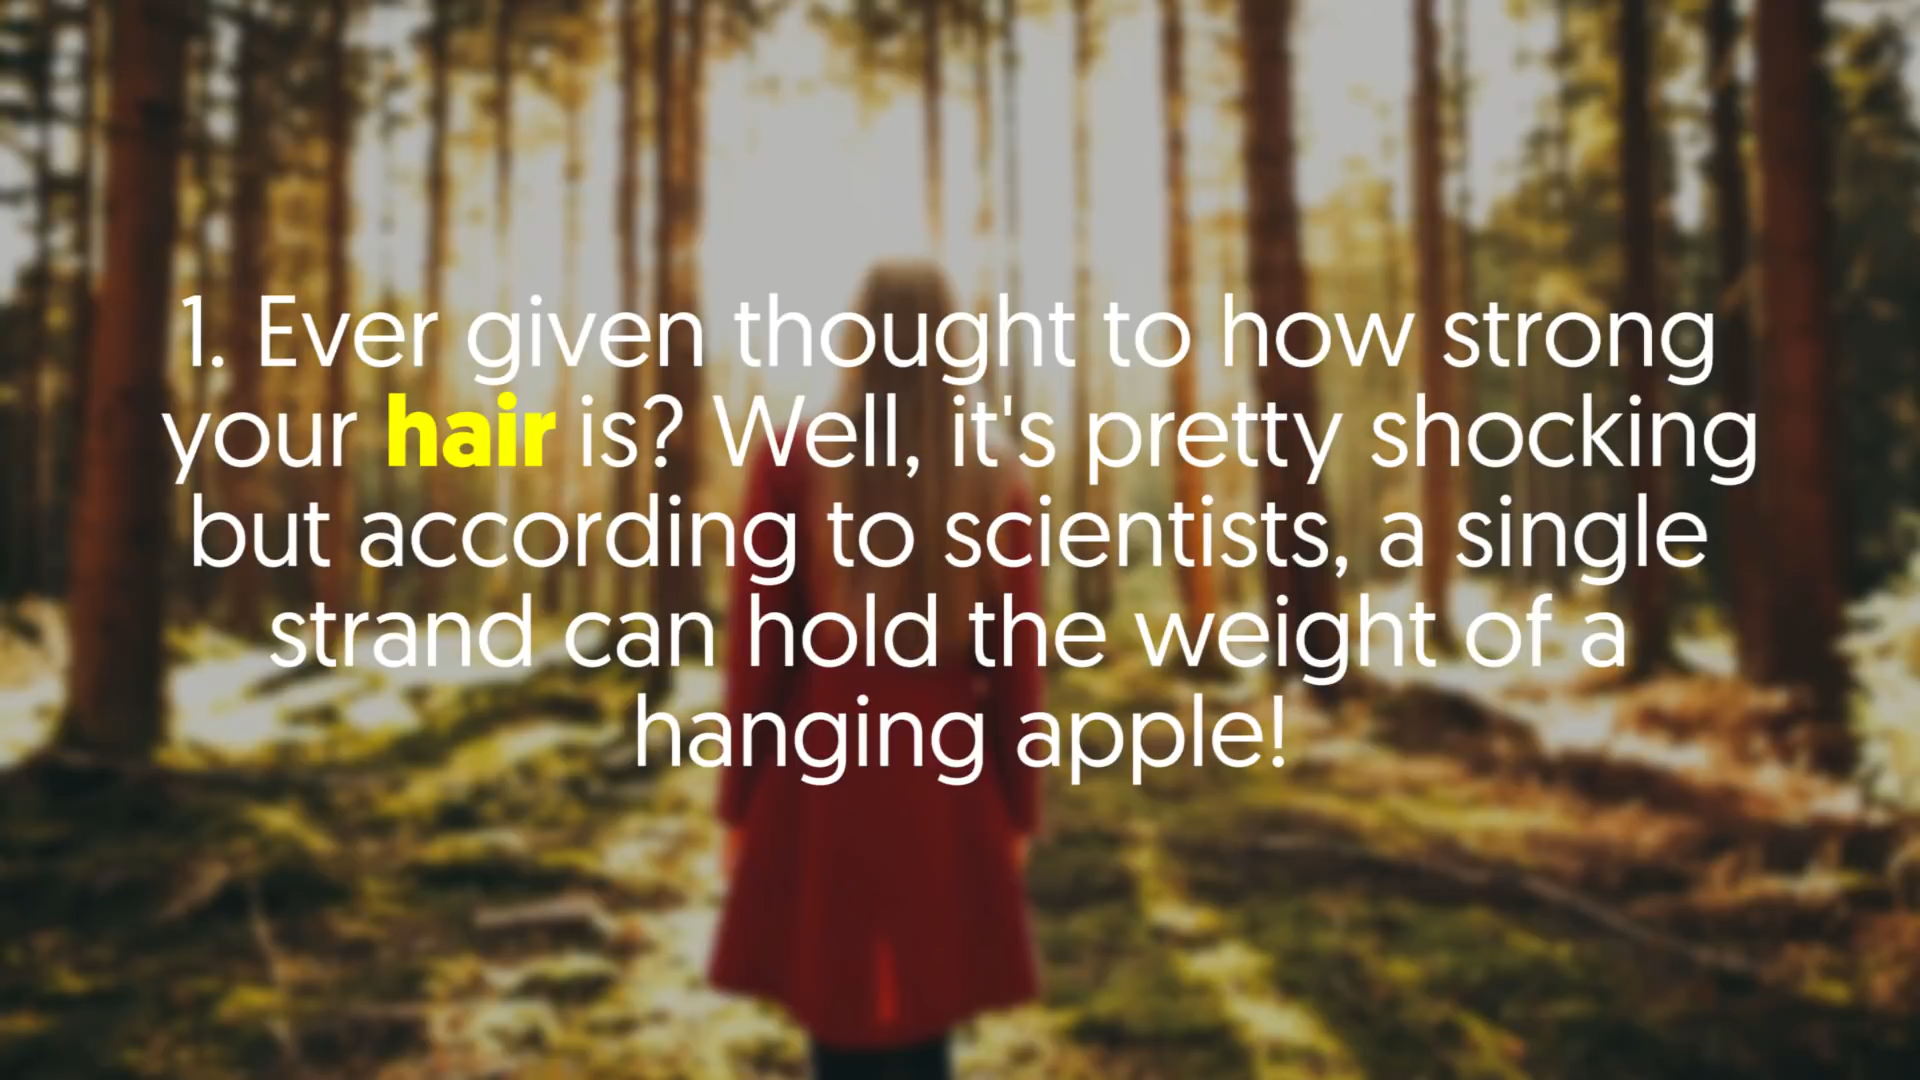 1. Ever given thought to how strong
your hair is? Well, it's pretty shocking
but according to scientists, a single
strand can hold the weight of a
hanging apple!